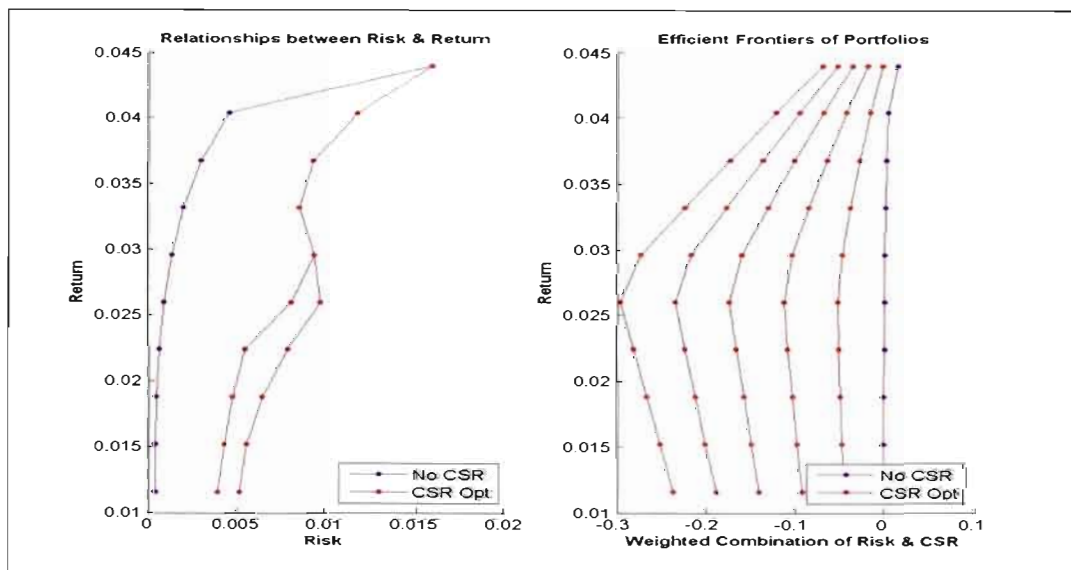 Relationships between Risk & Return
0.045
0.04
0.035
0.03
0.025
0.02
0.015
0.01
Return
0
0.005
0.01
0.015
0.02
Risk
No CSR
CSR Opt
Efficient Frontiers of Portfolios
0.045
0.04
0.035
0.03
0.025
0.02
0.015
0.01
Return
-0.3
-0.2
-0.1
0
0.1
Weighted Combination of Risk & CSR
No CSR
CSR Opt